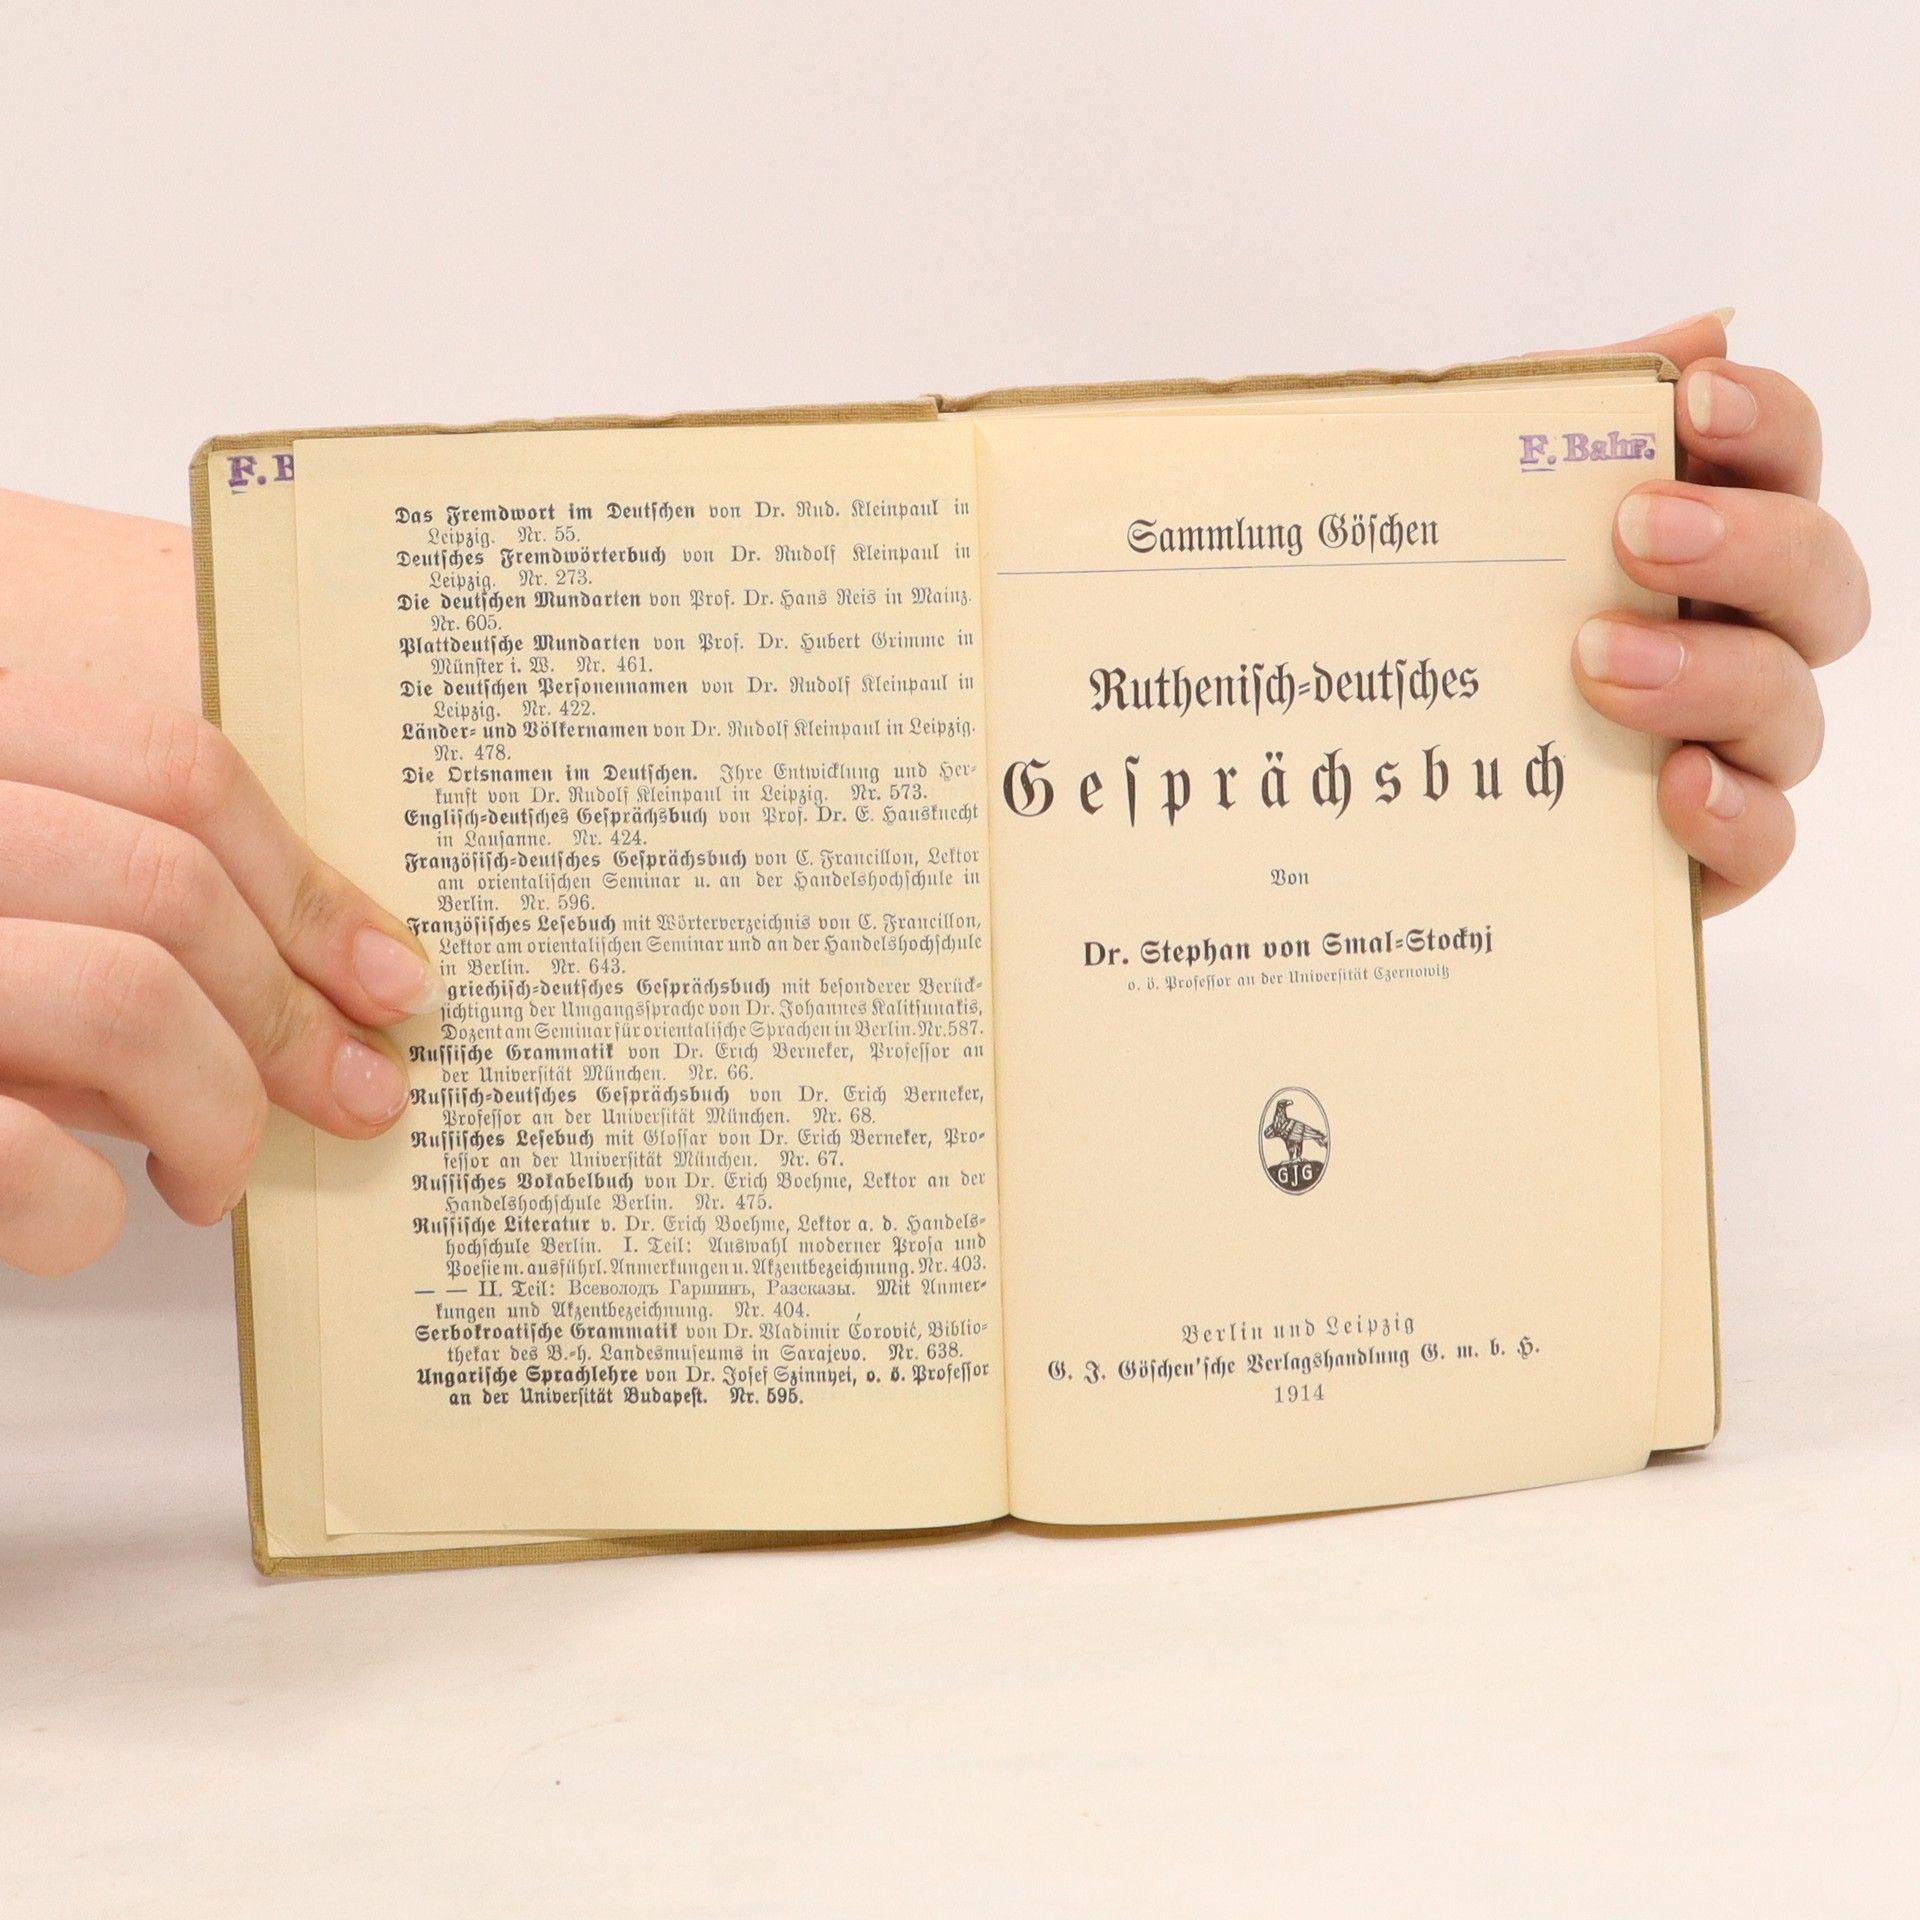 F. B
Das Fremdwort im Deutschen von Dr. Rud. Kleinpaul in
Leipzig. Nr. 55.
Deutsches Fremdwörterbuch von Dr. Rudolf Kleinpaul in
Leipzig. Nr. 273.
Die deutschen Mundarten von Prof. Dr. Hans Reis in Mainz.
Nr. 605.
Plattdeutsche Mundarten von Prof. Dr. Hubert Grimme in
Münster i. W. Nr. 461.
Die deutschen Personennamen von Dr. Rudolf Kleinpaul in
Leipzig. Nr. 422.
Länder- und Völkernamen von Dr. Rudolf Kleinpaul in Leipzig.
Nr. 478.
Die Ortsnamen im Deutschen. Ihre Entwicklung und Her-
kunft von Dr. Rudolf Kleinpaul in Leipzig. Nr. 573.
Englisch-deutsches Gesprächsbuch von Prof. Dr. E. Hausknecht
in Lausanne. Nr. 424.
Französisch-deutsches Gesprächsbuch von C. Francillon, Lektor
am orientalischen Seminar u. an der Handelshochschule in
Berlin. Nr. 596.
Französisches Lesebuch mit Wörterverzeichnis von C. Francillon,
Lektor am orientalischen Seminar und an der Handelshochschule
in Berlin. Nr. 643.
griechisch-deutsches Gesprächsbuch mit besonderer Berück-
sichtigung der Umgangssprache von Dr. Johannes Kalitsunakis,
Dozent am Seminar für orientalische Sprachen in Berlin. Nr. 587.
Russische Grammatik von Dr. Erich Berneker, Professor an
der Universität München. Nr. 66.
Russisch-deutsches Gesprächsbuch von Dr. Erich Berneker,
Professor an der Universität München. Nr. 68.
Russisches Lesebuch mit Glossar von Dr. Erich Berneker, Pro-
fessor an der Universität München. Nr. 67.
Russisches Vokabelbuch von Dr. Erich Boehme, Lektor an der
Handelshochschule Berlin. Nr. 475.
Russische Literatur v. Dr. Erich Boehme, Lektor a. d. Handels-
hochschule Berlin. I. Teil: Auswahl moderner Prosa und
Poesie m. ausführl. Anmerkungen u. Akzentbezeichnung. Nr. 403.
— — II. Teil: Всеволодъ Гаршинъ, Разсказы. Mit Anmer-
kungen und Akzentbezeichnung. Nr. 404.
Serbokroatische Grammatik von Dr. Vladimir Ćorović, Biblio-
thekar des B.-h. Landesmuseums in Sarajevo. Nr. 638.
Ungarische Sprachlehre von Dr. Josef Szinnyei, o. ö. Professor
an der Universität Budapest. Nr. 595.
F. Bahr.
Sammlung Göschen
Ruthenisch-deutsches
Gesprächsbuch
Von
Dr. Stephan von Smal-Stockyj
o. ö. Professor an der Universität Czernowitz
GJG
Berlin und Leipzig
G. J. Göschen'sche Verlagshandlung G. m. b. H.
1914